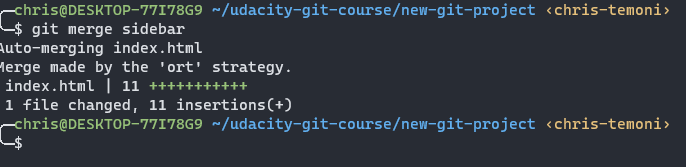 ╭─chris@DESKTOP-77I78G9 ~/udacity-git-course/new-git-project ‹chris-temoni›
╰─$ git merge sidebar
Auto-merging index.html
Merge made by the 'ort' strategy.
 index.html | 11 +++++++++++
 1 file changed, 11 insertions(+)
╭─chris@DESKTOP-77I78G9 ~/udacity-git-course/new-git-project ‹chris-temoni›
╰─$